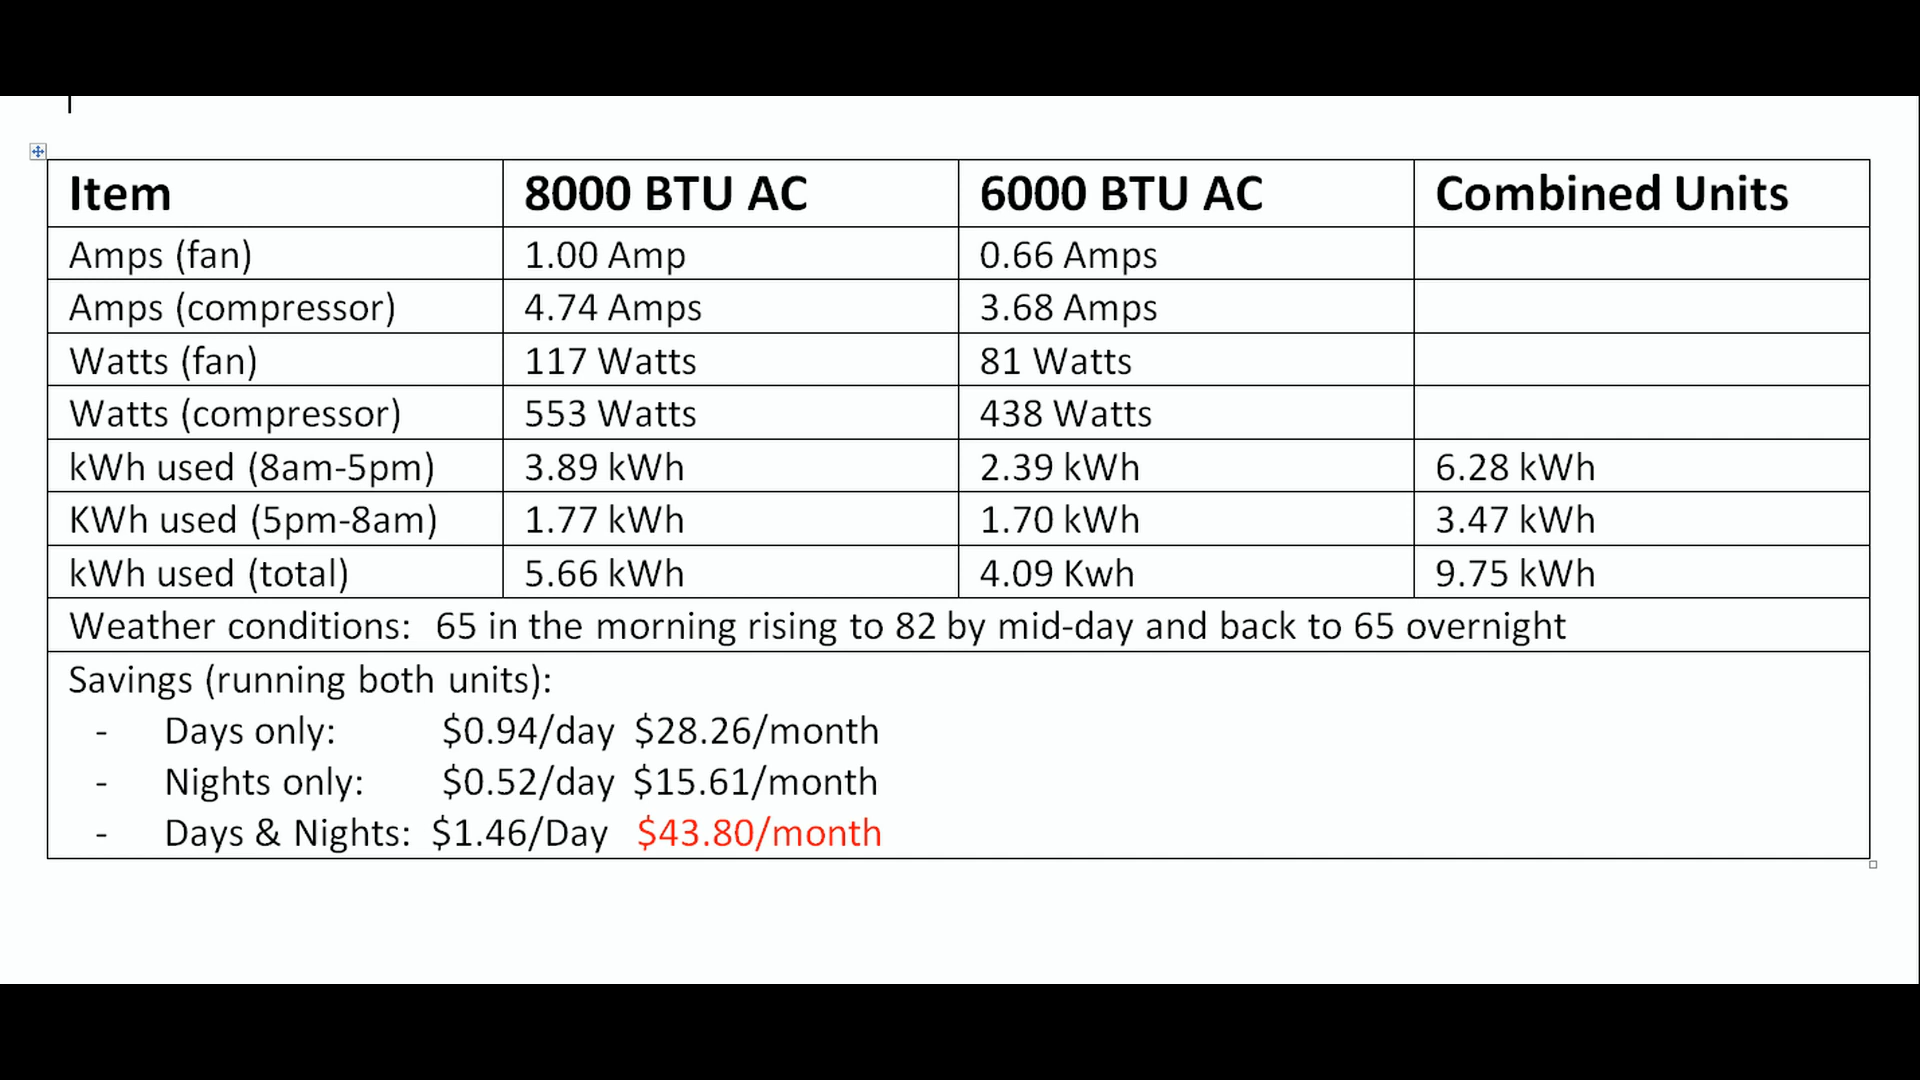 Item 8000 BTU AC 6000 BTU AC Combined Units
Amps (fan) 1.00 Amp 0.66 Amps
Amps (compressor) 4.74 Amps 3.68 Amps
Watts (fan) 117 Watts 81 Watts
Watts (compressor) 553 Watts 438 Watts
kWh used (8am-5pm) 3.89 kWh 2.39 kWh 6.28 kWh
KWh used (5pm-8am) 1.77 kWh 1.70 kWh 3.47 kWh
kWh used (total) 5.66 kWh 4.09 Kwh 9.75 kWh
Weather conditions: 65 in the morning rising to 82 by mid-day and back to 65 overnight
Savings (running both units):
- Days only: $0.94/day $28.26/month
- Nights only: $0.52/day $15.61/month
- Days & Nights: $1.46/Day $43.80/month